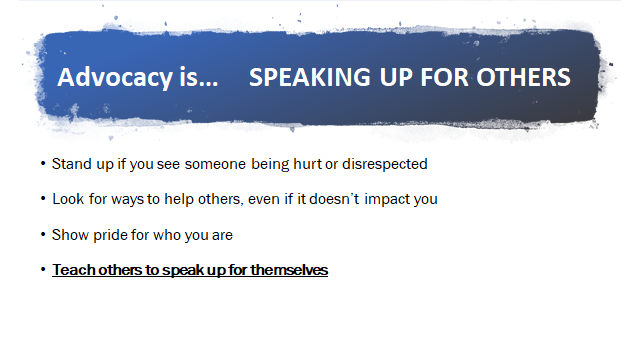 Advocacy is... SPEAKING UP FOR OTHERS
• Stand up if you see someone being hurt or disrespected
• Look for ways to help others, even if it doesn't impact you
• Show pride for who you are
• Teach others to speak up for themselves